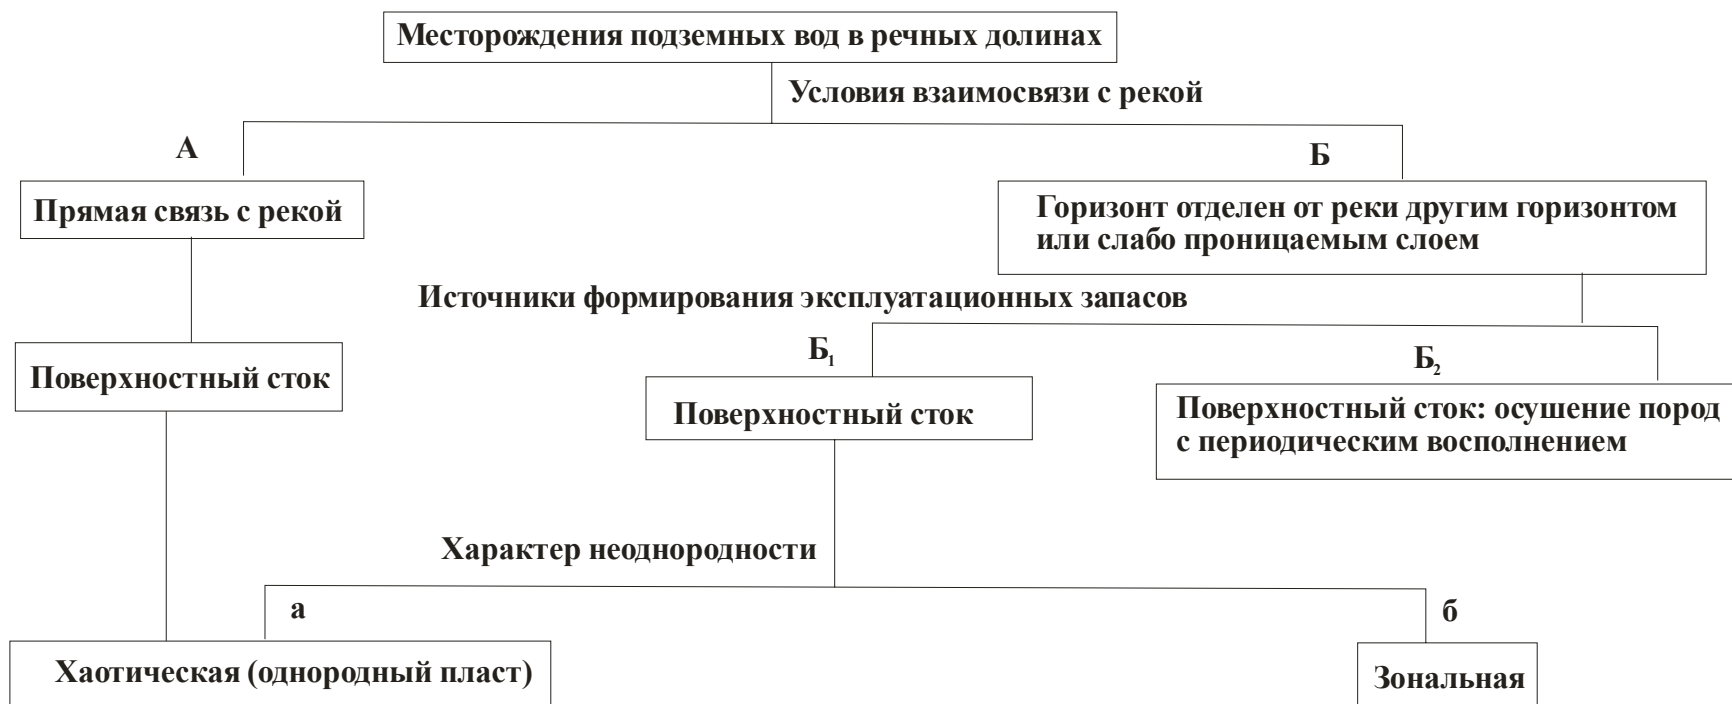 Месторождения подземных вод в речных долинах
Условия взаимосвязи с рекой
А
Б
Прямая связь с рекой
Горизонт отделен от реки другим горизонтом
или слабо проницаемым слоем
Источники формирования эксплуатационных запасов
Б₁
Б₂
Поверхностный сток
Поверхностный сток
Поверхностный сток: осушение пород
с периодическим восполнением
Характер неоднородности
а
б
Хаотическая (однородный пласт)
Зональная